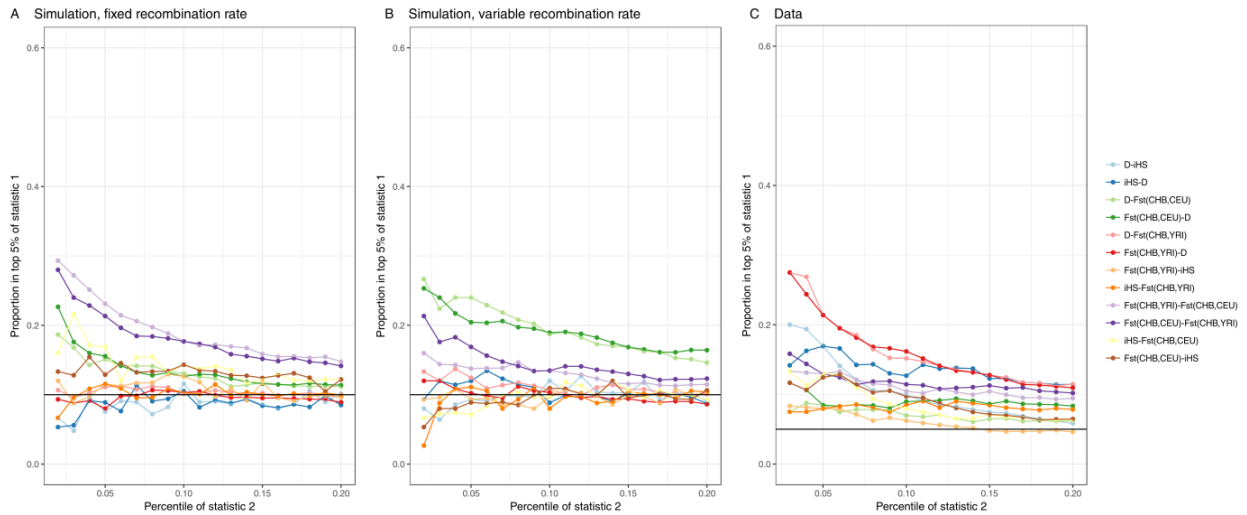 A Simulation, fixed recombination rate
Proportion in top 5% of statistic 1
0.6
0.4
0.2
0.0
0.05
0.10
0.15
0.20
Percentile of statistic 2
B Simulation, variable recombination rate
Proportion in top 5% of statistic 1
0.6
0.4
0.2
0.0
0.05
0.10
0.15
0.20
Percentile of statistic 2
C Data
Proportion in top 5% of statistic 1
0.6
0.4
0.2
0.0
0.05
0.10
0.15
0.20
Percentile of statistic 2
D-iHS
iHS-D
D-Fst(CHB,CEU)
Fst(CHB,CEU)-D
D-Fst(CHB,YRI)
Fst(CHB,YRI)-D
Fst(CHB,YRI)-iHS
iHS-Fst(CHB,YRI)
Fst(CHB,YRI)-Fst(CHB,CEU)
Fst(CHB,CEU)-Fst(CHB,YRI)
iHS-Fst(CHB,CEU)
Fst(CHB,CEU)-iHS